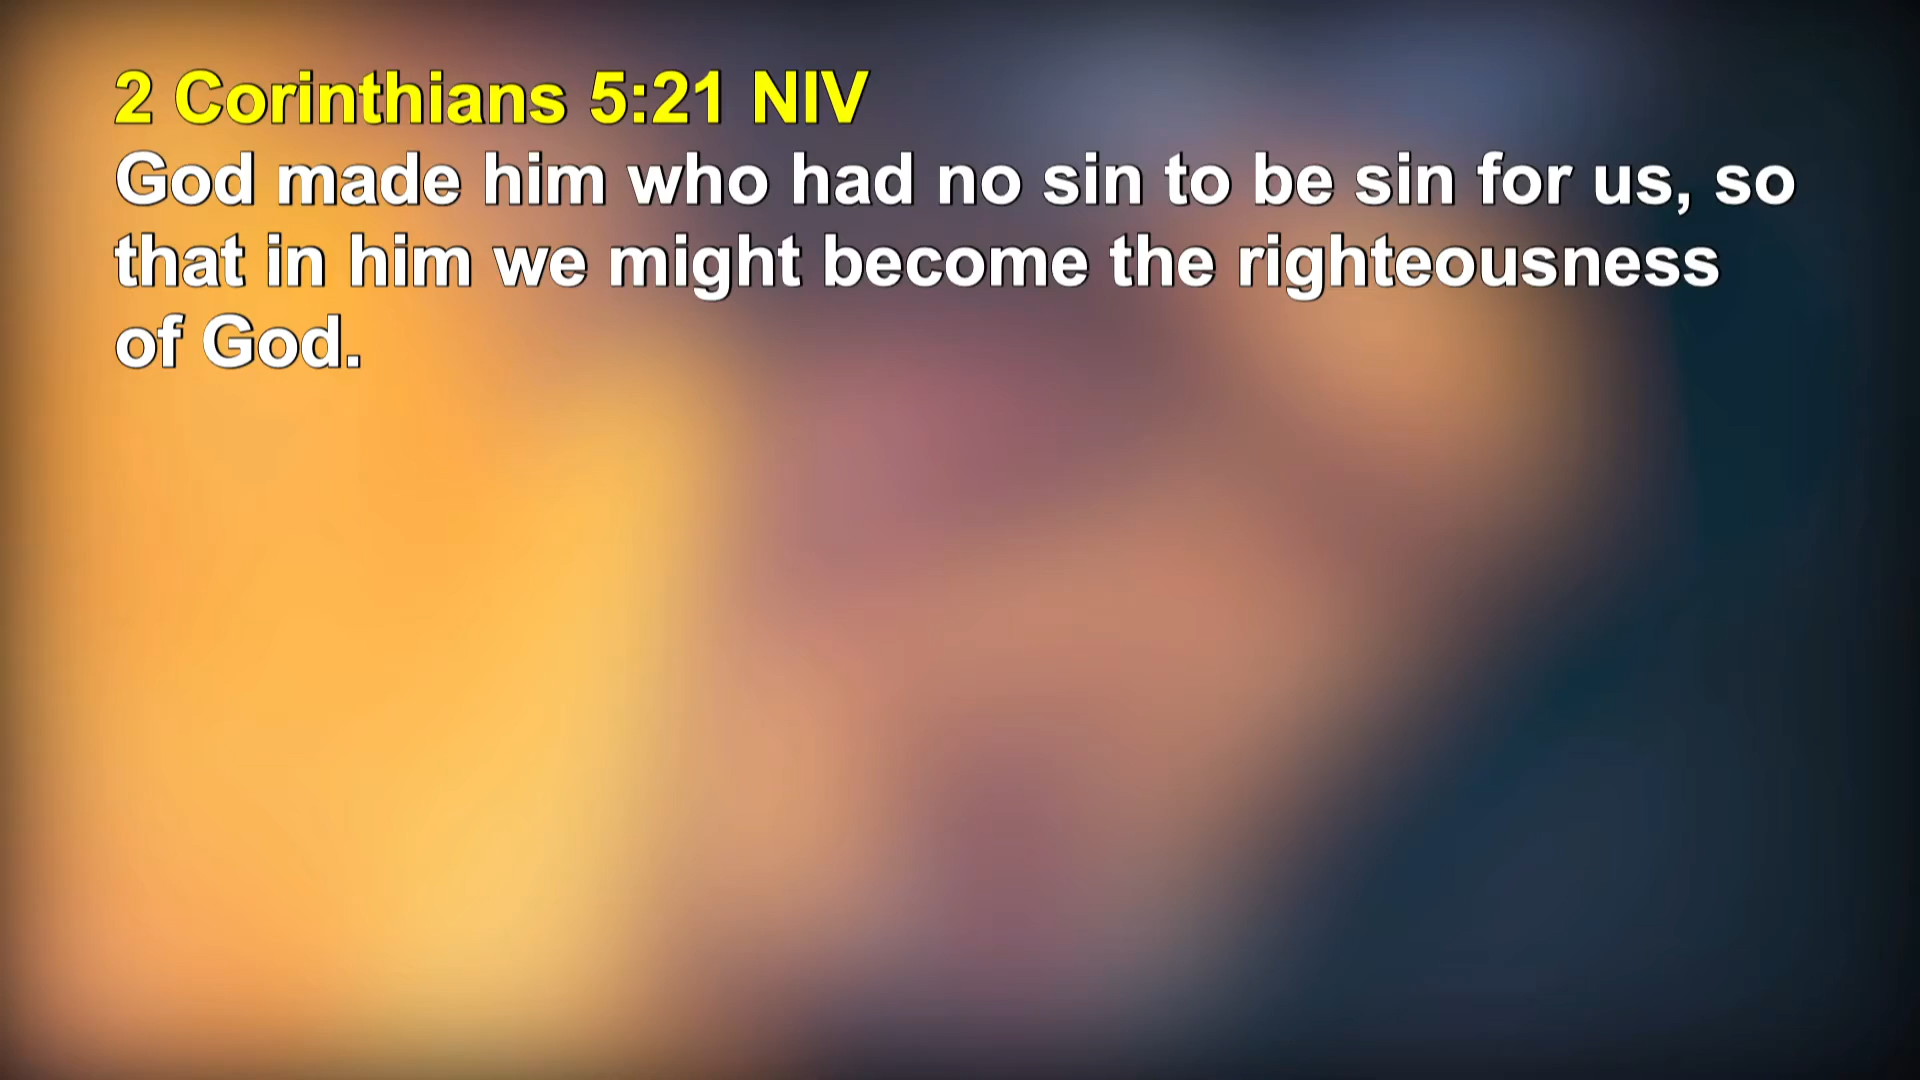 2 Corinthians 5:21 NIV
God made him who had no sin to be sin for us, so
that in him we might become the righteousness
of God.